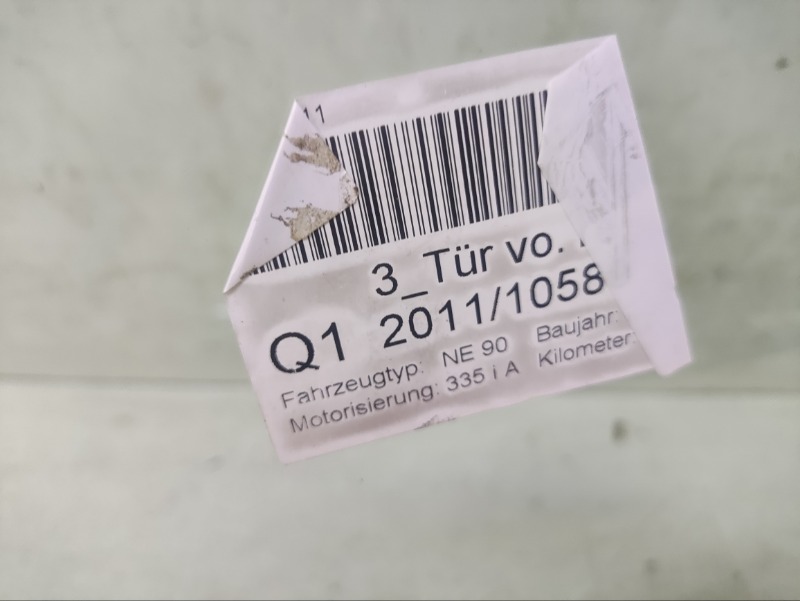 11
3_Tür vo.
Q1 2011/1058
Fahrzeugtyp: NE 90 Baujahr:
Motorisierung: 335 i A Kilometer: